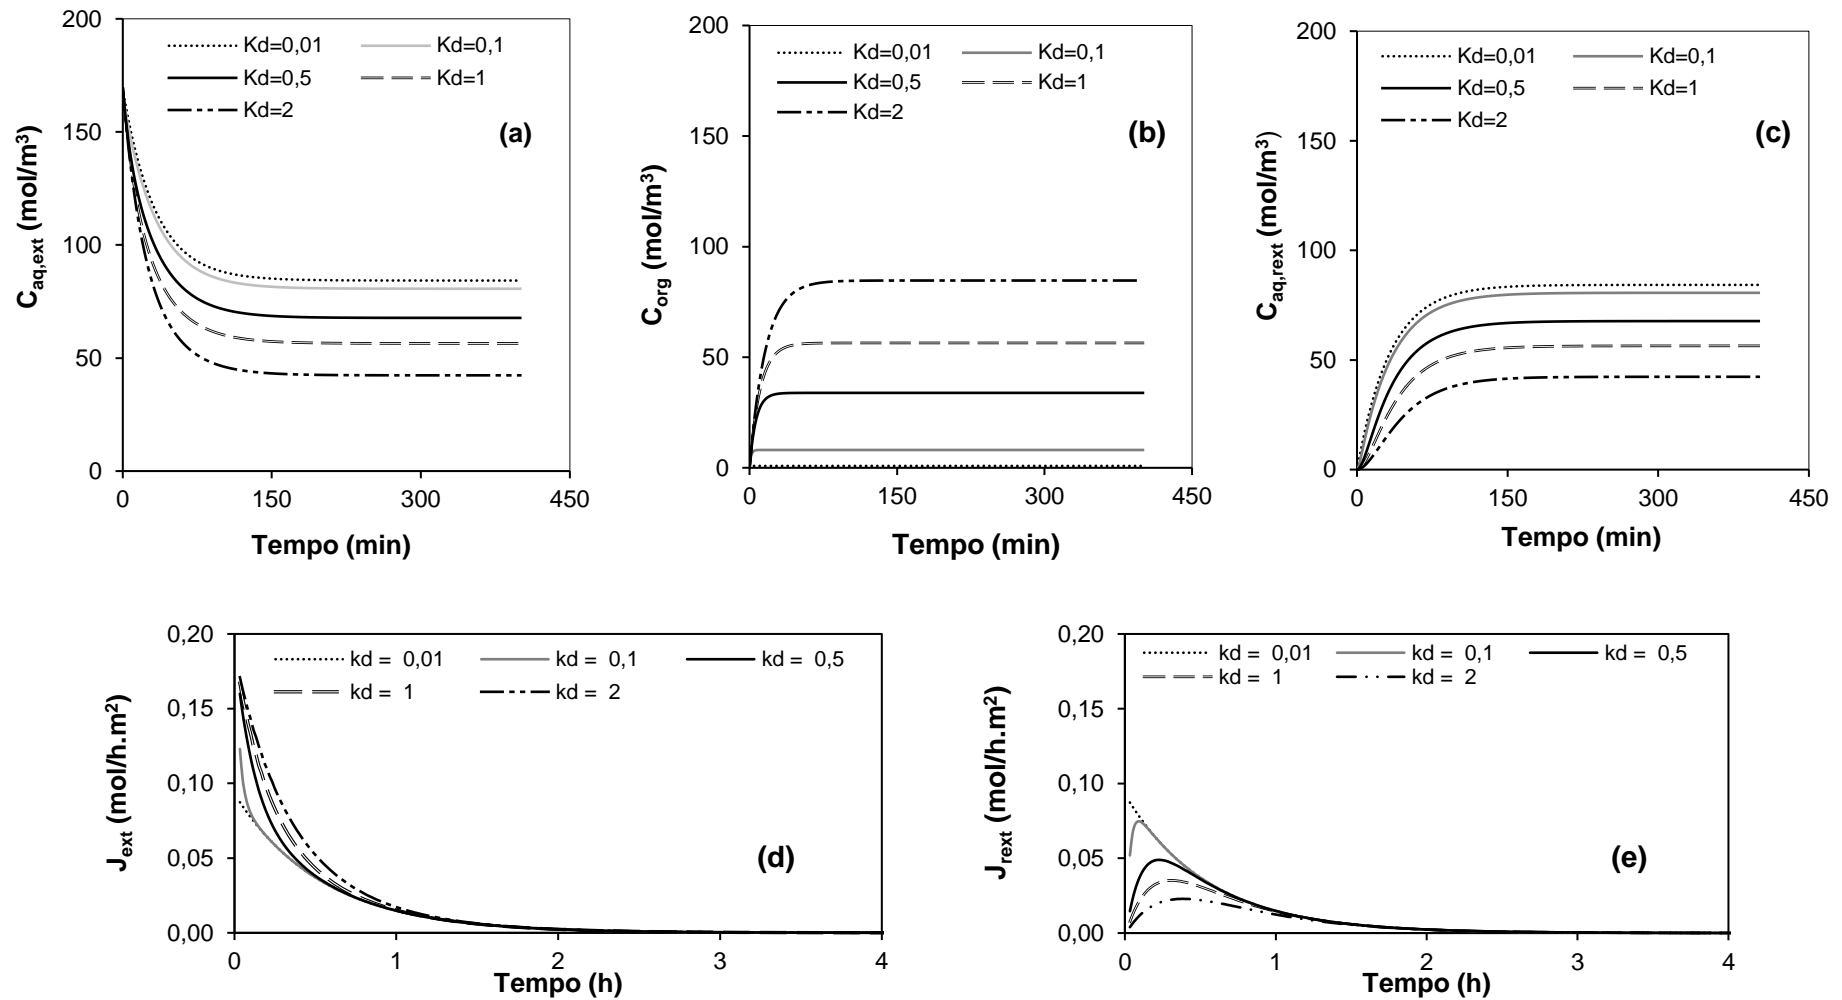 200
150
100
50
0
0 150 300 450
C_aq,ext (mol/m³)
Tempo (min)
Kd=0,01 Kd=0,1
Kd=0,5 Kd=1
Kd=2
(a)
200
150
100
50
0
0 150 300 450
C_org (mol/m³)
Tempo (min)
Kd=0,01 Kd=0,1
Kd=0,5 Kd=1
Kd=2
(b)
200
150
100
50
0
0 150 300 450
C_aq,rext (mol/m³)
Tempo (min)
Kd=0,01 Kd=0,1
Kd=0,5 Kd=1
Kd=2
(c)
0,20
0,15
0,10
0,05
0,00
0 1 2 3 4
J_ext (mol/h.m²)
Tempo (h)
kd = 0,01 kd = 0,1 kd = 0,5
kd = 1 kd = 2
(d)
0,20
0,15
0,10
0,05
0,00
0 1 2 3 4
J_rext (mol/h.m²)
Tempo (h)
kd = 0,01 kd = 0,1 kd = 0,5
kd = 1 kd = 2
(e)